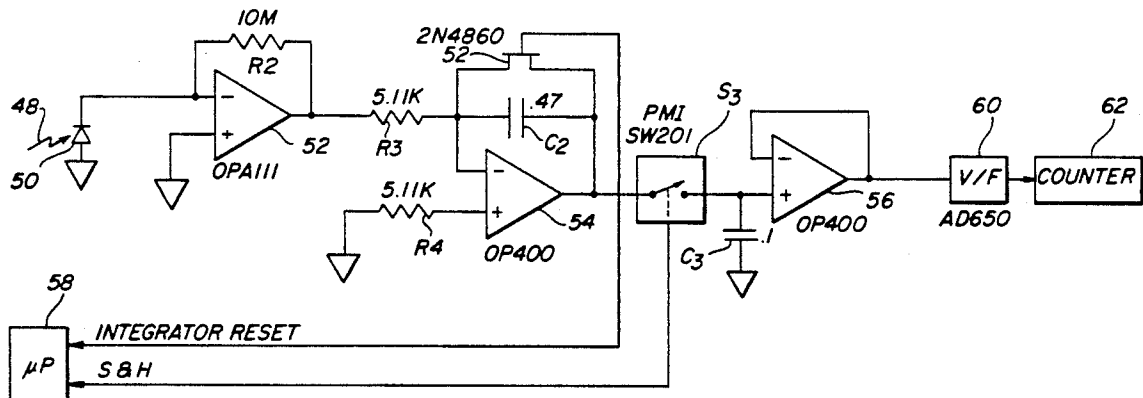 10M
R2
2N4860
52
48
50
−
+
52
OPA111
5.11K
R3
.47
C2
PMI
SW201
S3
60
62
−
+
54
OP400
5.11K
R4
−
+
56
OP400
C3
.1
V/F
AD650
COUNTER
58
μP
INTEGRATOR RESET
S & H